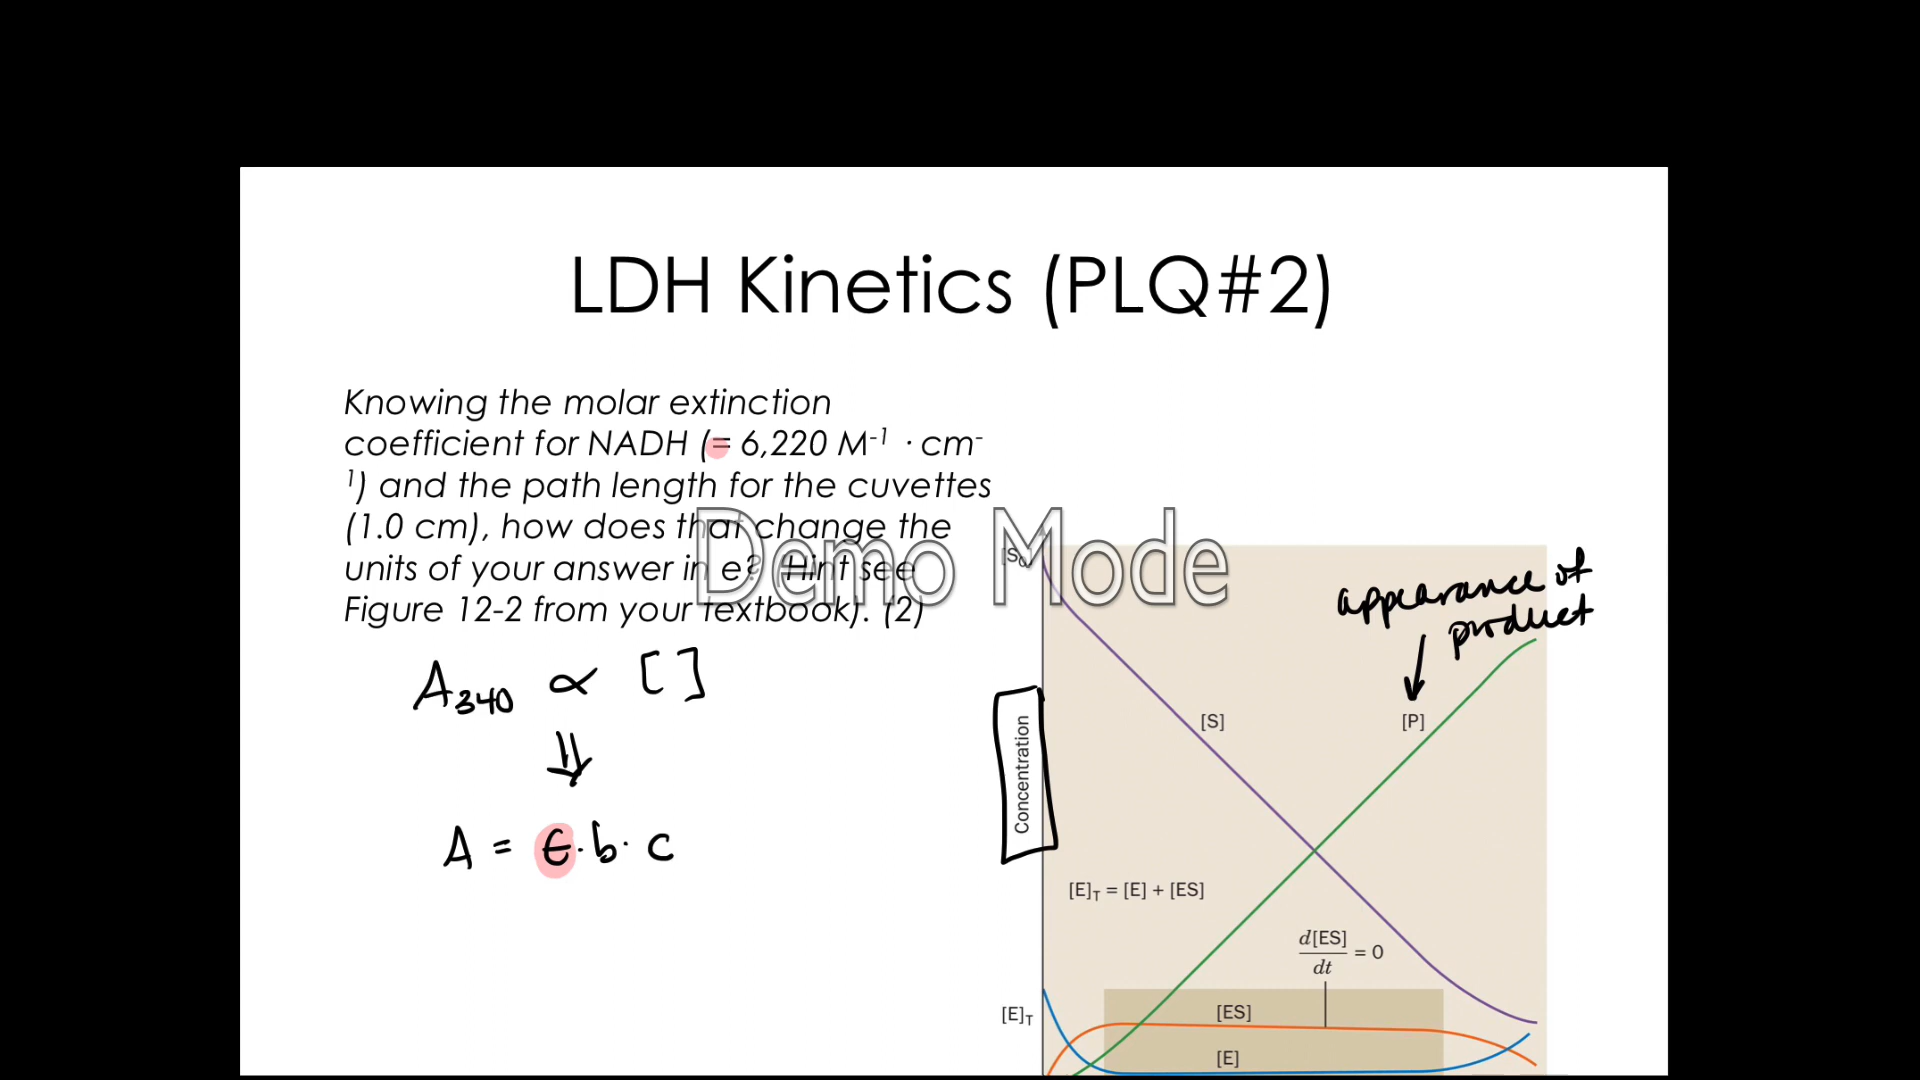 LDH Kinetics (PLQ#2)
Knowing the molar extinction
coefficient for NADH (= 6,220 M⁻¹ · cm⁻
¹) and the path length for the cuvettes
(1.0 cm), how does that change the
units of your answer in e? (Hint see
Figure 12-2 from your textbook). (2)
Demo Mode
A₃₄₀ ∝ [ ]
⇓
A = ϵ · b · c
[S₀]
appearance of
product
[S]
[P]
Concentration
[E]T = [E] + [ES]
d[ES]/dt = 0
[E]T
[ES]
[E]